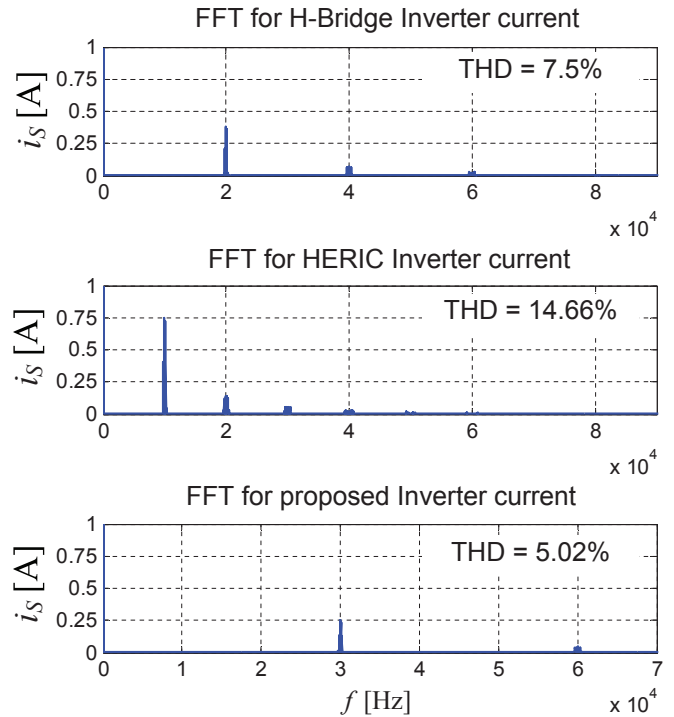 FFT for H-Bridge Inverter current
1
0.75
0.5
0.25
0
i_S [A]
THD = 7.5%
0 2 4 6 8
x 10^4
FFT for HERIC Inverter current
1
0.75
0.5
0.25
0
i_S [A]
THD = 14.66%
0 2 4 6 8
x 10^4
FFT for proposed Inverter current
1
0.75
0.5
0.25
0
i_S [A]
THD = 5.02%
0 1 2 3 4 5 6 7
f [Hz]
x 10^4